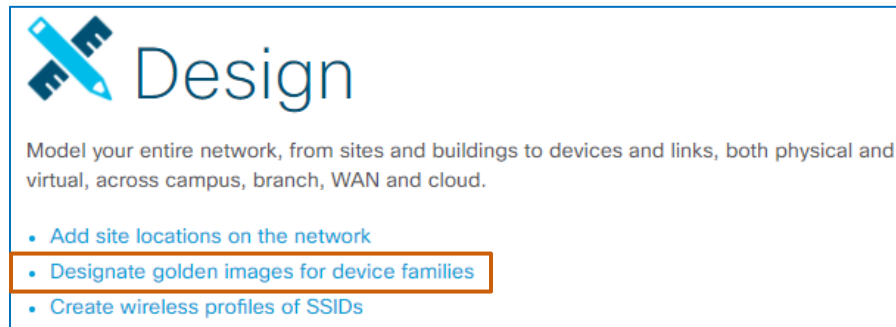 Design
Model your entire network, from sites and buildings to devices and links, both physical and
virtual, across campus, branch, WAN and cloud.
• Add site locations on the network
• Designate golden images for device families
• Create wireless profiles of SSIDs